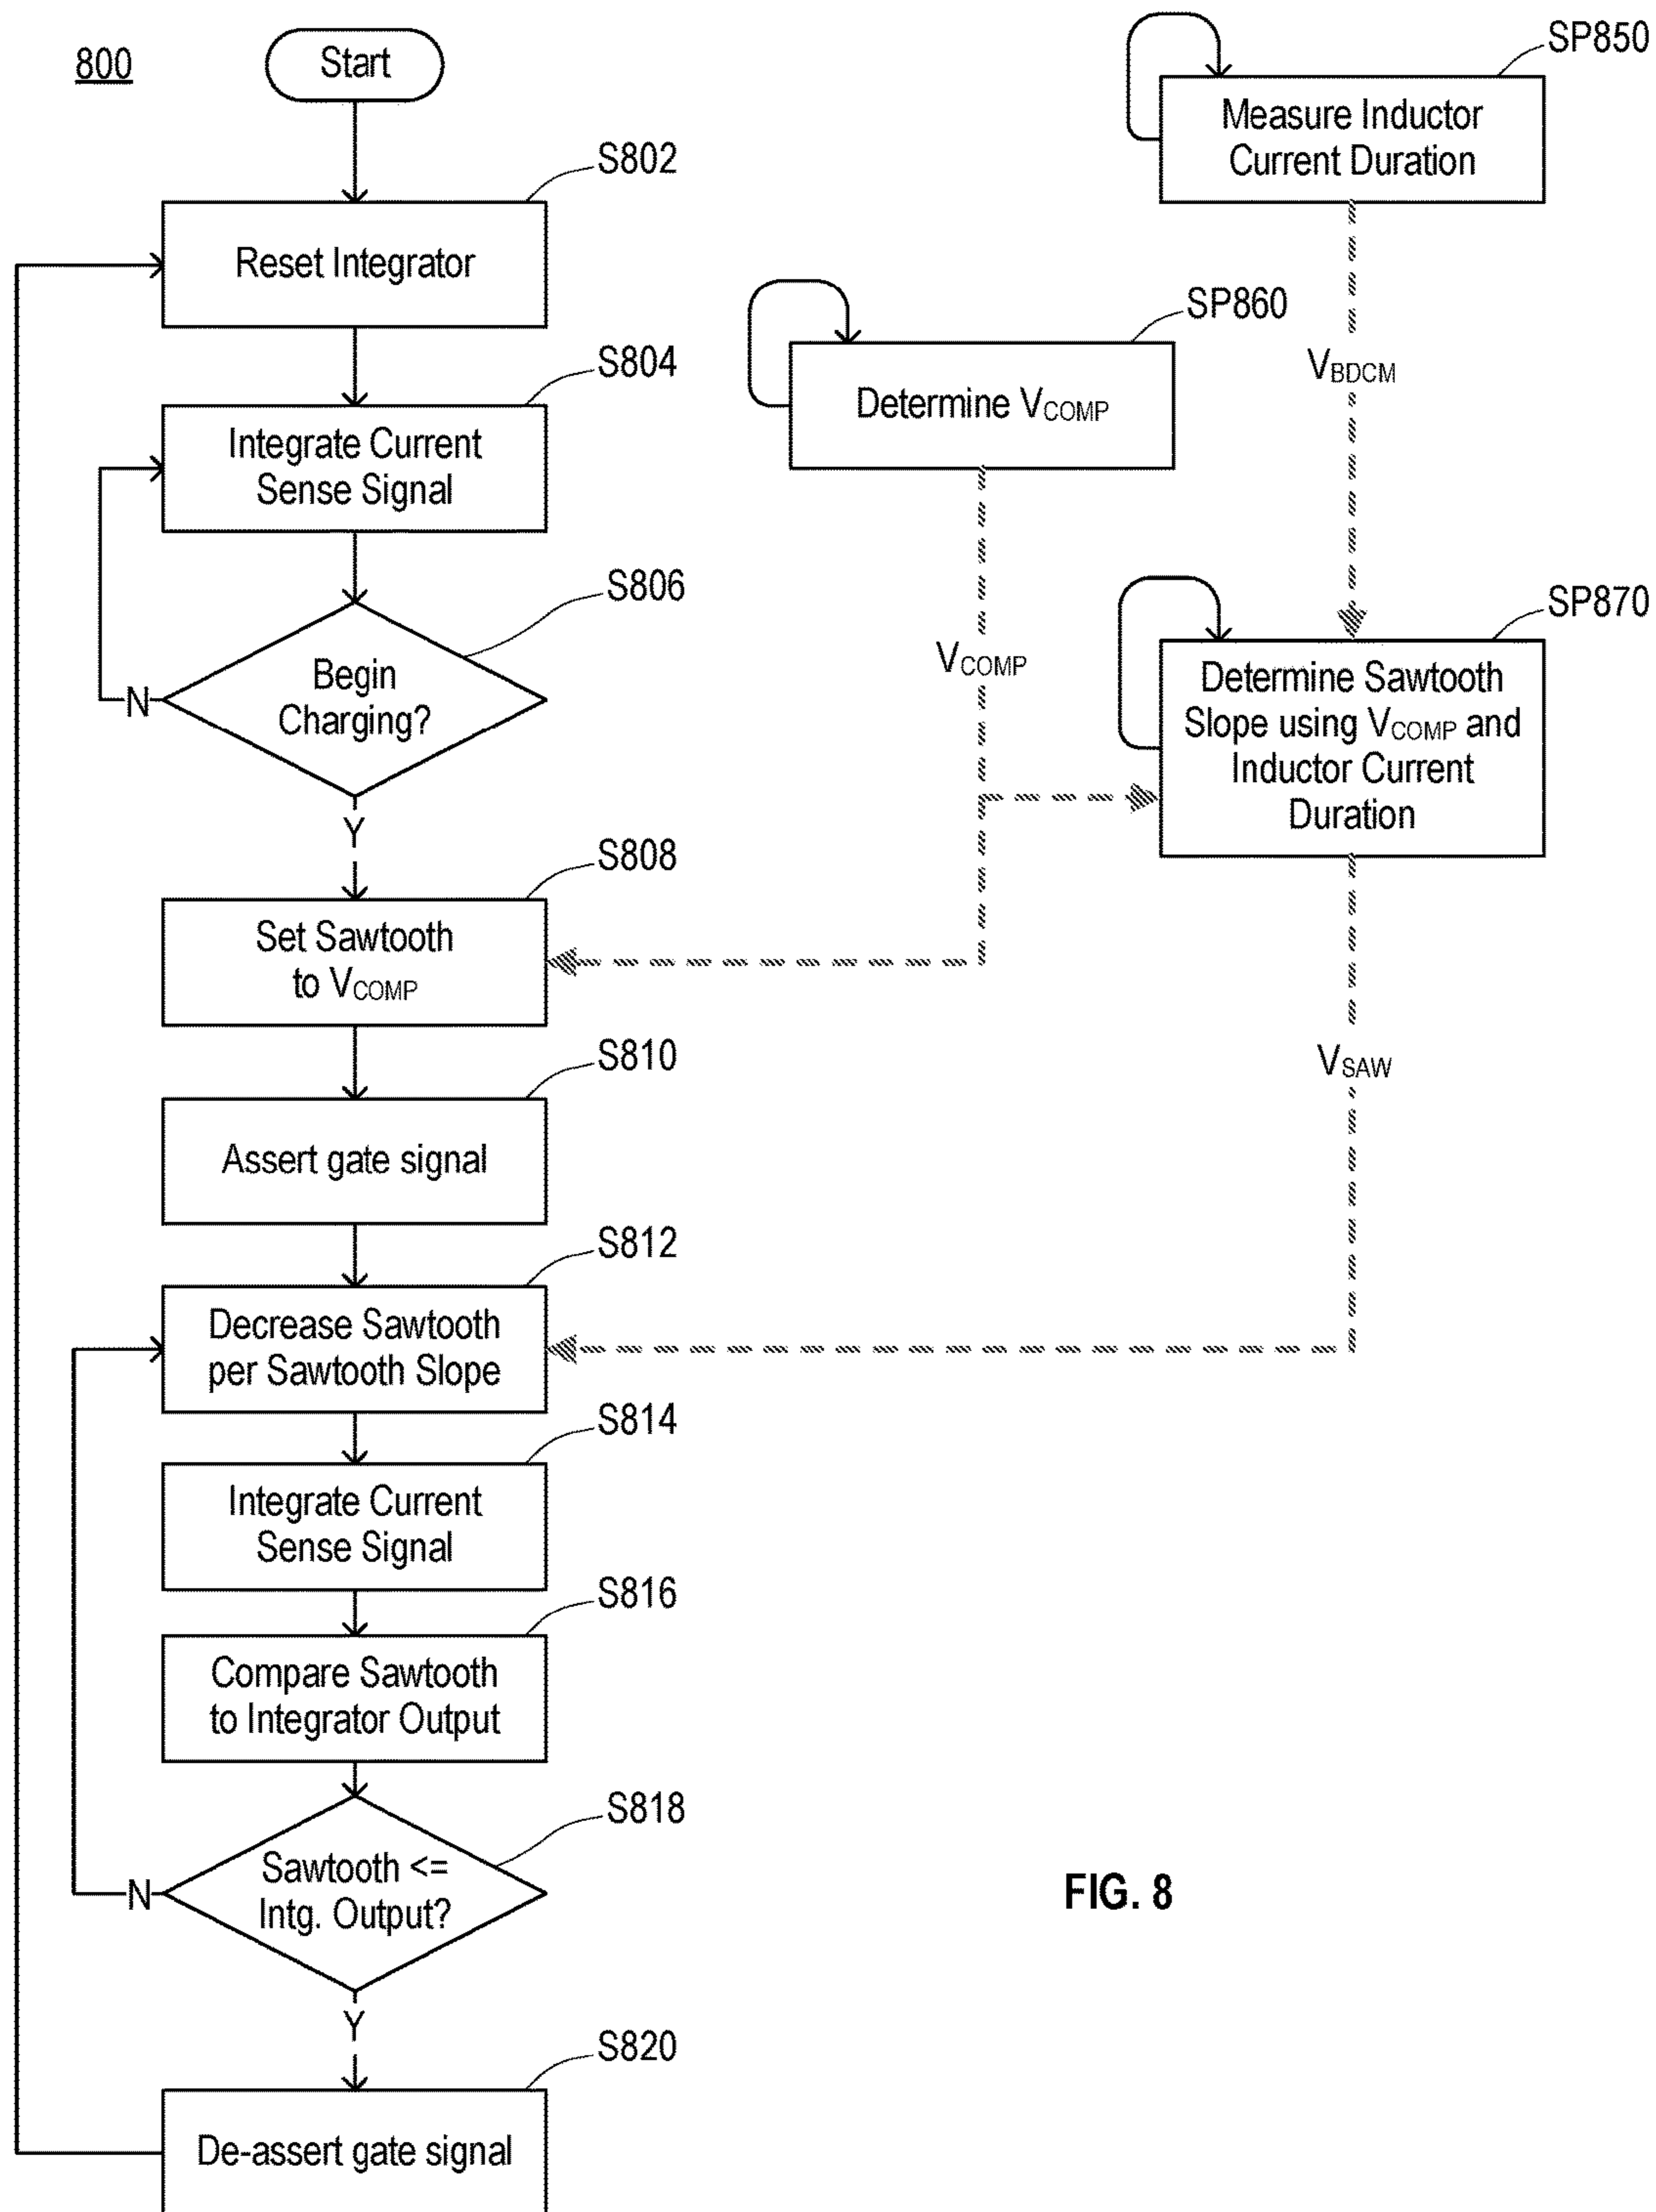 800
Start
S802
Reset Integrator
S804
Integrate Current
Sense Signal
S806
Begin
Charging?
N
Y
S808
Set Sawtooth
to VCOMP
S810
Assert gate signal
S812
Decrease Sawtooth
per Sawtooth Slope
S814
Integrate Current
Sense Signal
S816
Compare Sawtooth
to Integrator Output
S818
Sawtooth <=
Intg. Output?
N
Y
S820
De-assert gate signal
SP860
Determine VCOMP
VCOMP
SP850
Measure Inductor
Current Duration
VBDCM
SP870
Determine Sawtooth
Slope using VCOMP and
Inductor Current
Duration
VSAW
FIG. 8